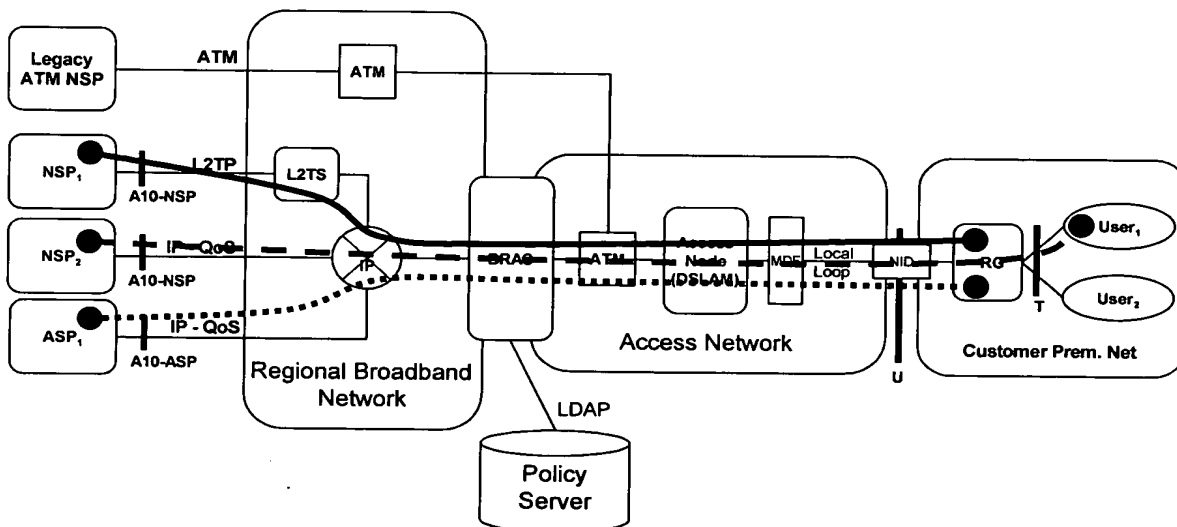 Legacy
ATM NSP
ATM
ATM
NSP1
L2TP
L2TS
A10-NSP
NSP2
IP - QoS
IP
A10-NSP
ASP1
IP - QoS
A10-ASP
Regional Broadband
Network
BRAS
ATM
Access
Node
(DSLAM)
MDF
Local
Loop
NID
Access Network
U
RG
T
User1
User2
Customer Prem. Net
LDAP
Policy
Server